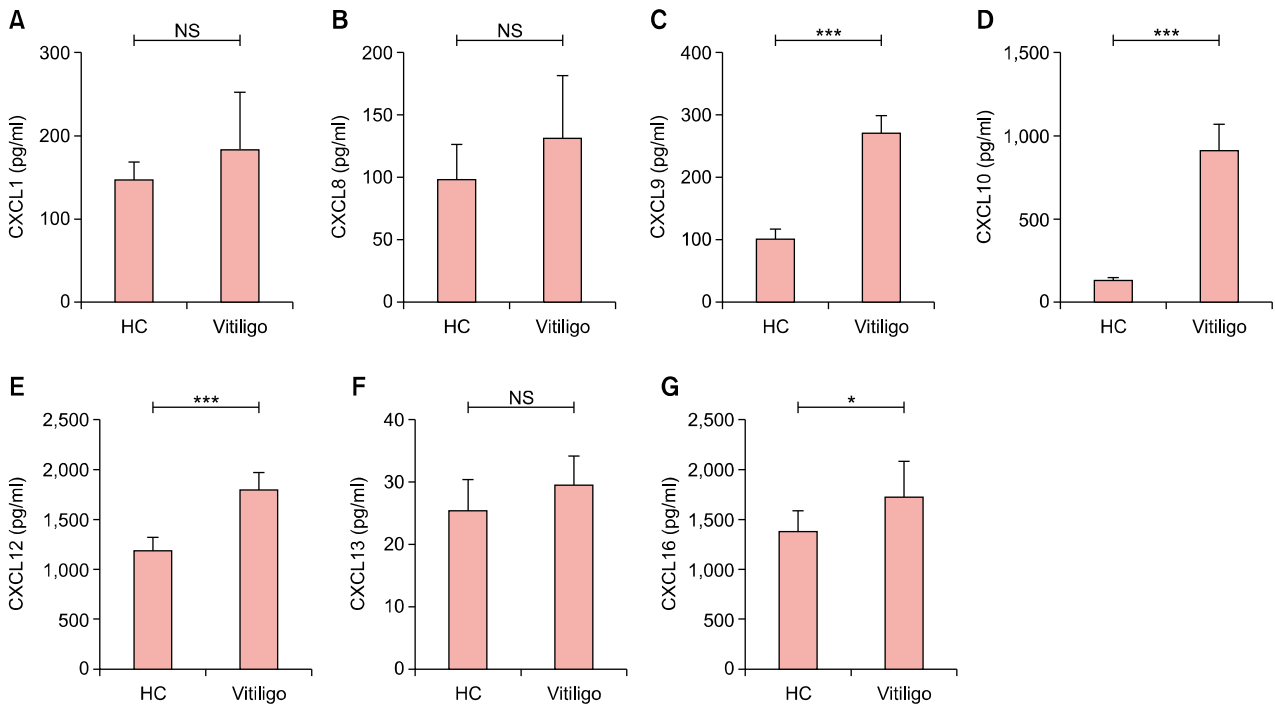 A
NS
300
200
100
0
CXCL1 (pg/ml)
HC Vitiligo
B
NS
200
150
100
50
0
CXCL8 (pg/ml)
HC Vitiligo
C
***
400
300
200
100
0
CXCL9 (pg/ml)
HC Vitiligo
D
***
1,500
1,000
500
0
CXCL10 (pg/ml)
HC Vitiligo
E
***
2,500
2,000
1,500
1,000
500
0
CXCL12 (pg/ml)
HC Vitiligo
F
NS
40
30
20
10
0
CXCL13 (pg/ml)
HC Vitiligo
G
*
2,500
2,000
1,500
1,000
500
0
CXCL16 (pg/ml)
HC Vitiligo